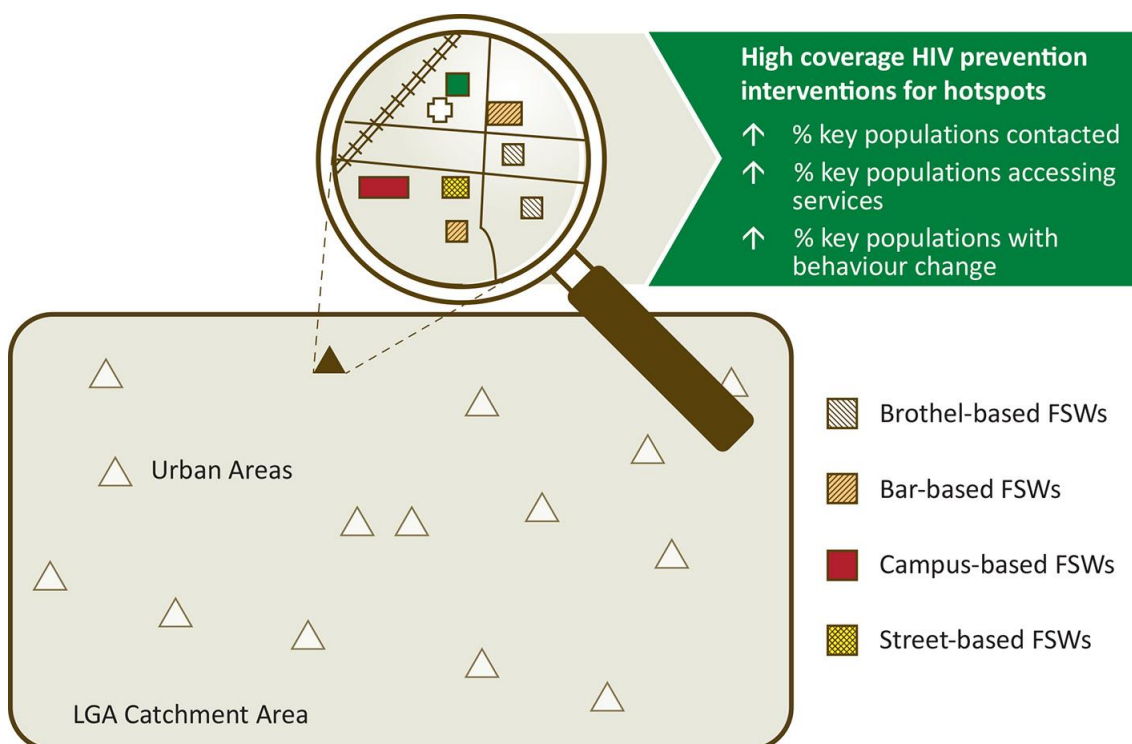 High coverage HIV prevention
interventions for hotspots
↑ % key populations contacted
↑ % key populations accessing
services
↑ % key populations with
behaviour change
Urban Areas
LGA Catchment Area
Brothel-based FSWs
Bar-based FSWs
Campus-based FSWs
Street-based FSWs